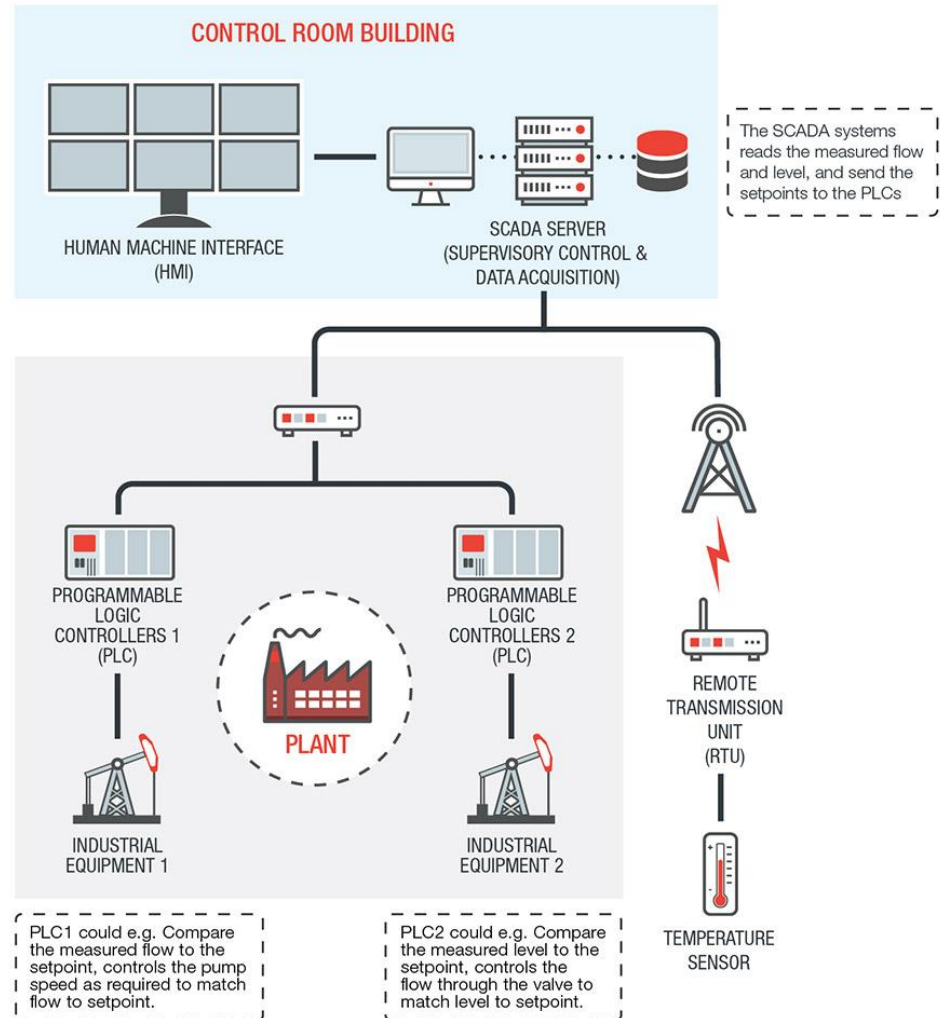 CONTROL ROOM BUILDING
HUMAN MACHINE INTERFACE
(HMI)
SCADA SERVER
(SUPERVISORY CONTROL &
DATA ACQUISITION)
The SCADA systems
reads the measured flow
and level, and send the
setpoints to the PLCs
PROGRAMMABLE
LOGIC
CONTROLLERS 1
(PLC)
PROGRAMMABLE
LOGIC
CONTROLLERS 2
(PLC)
PLANT
INDUSTRIAL
EQUIPMENT 1
INDUSTRIAL
EQUIPMENT 2
REMOTE
TRANSMISSION
UNIT
(RTU)
+
-
TEMPERATURE
SENSOR
PLC1 could e.g. Compare
the measured flow to the
setpoint, controls the pump
speed as required to match
flow to setpoint.
PLC2 could e.g. Compare
the measured level to the
setpoint, controls the
flow through the valve to
match level to setpoint.